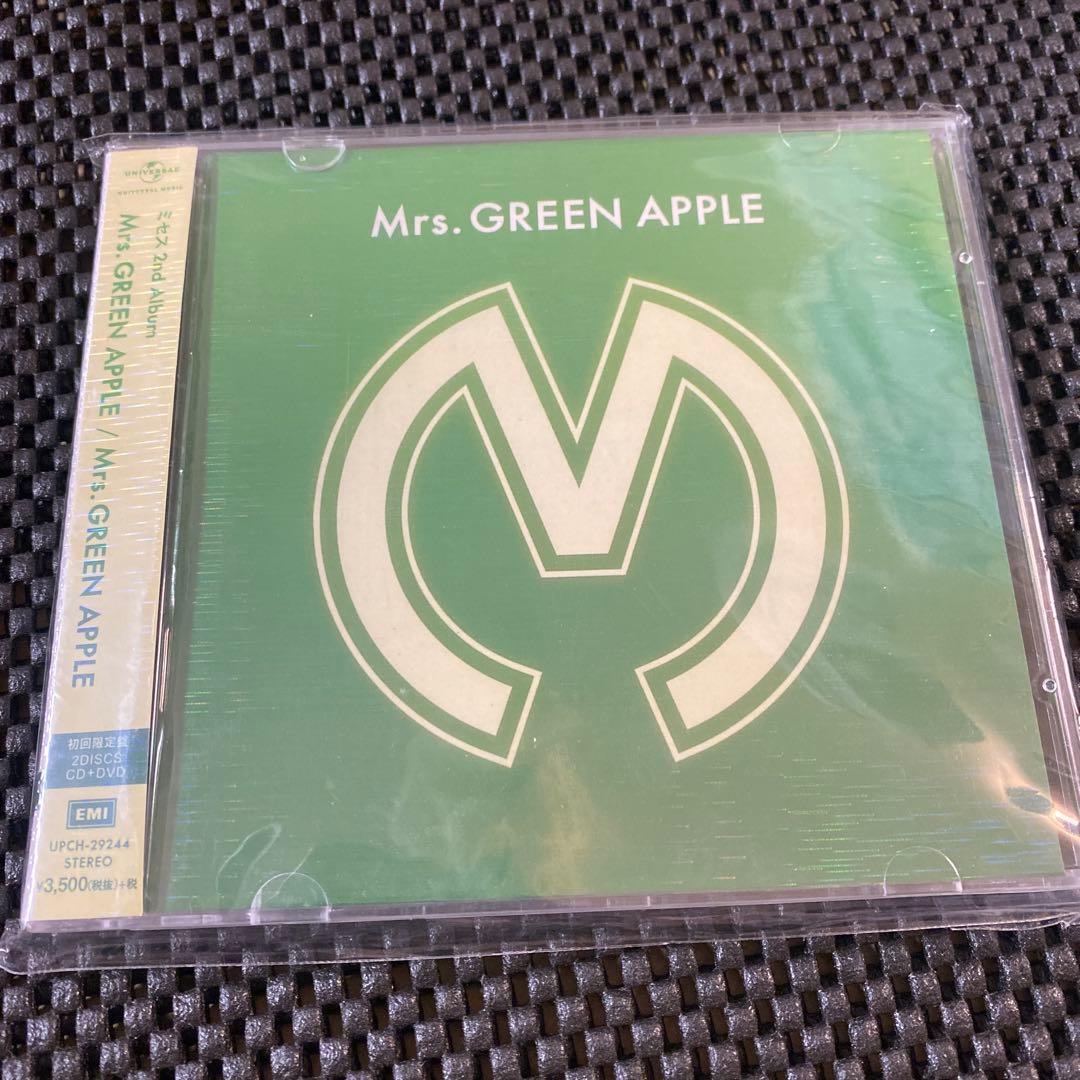 UNIVERSAL
UNIVERSAL MUSIC
ミセス 2nd Album
Mrs. GREEN APPLE / Mrs. GREEN APPLE
初回限定盤
2DISCS
CD+DVD
EMI
UPCH-29244
STEREO
¥3,500(税抜)+税
Mrs. GREEN APPLE